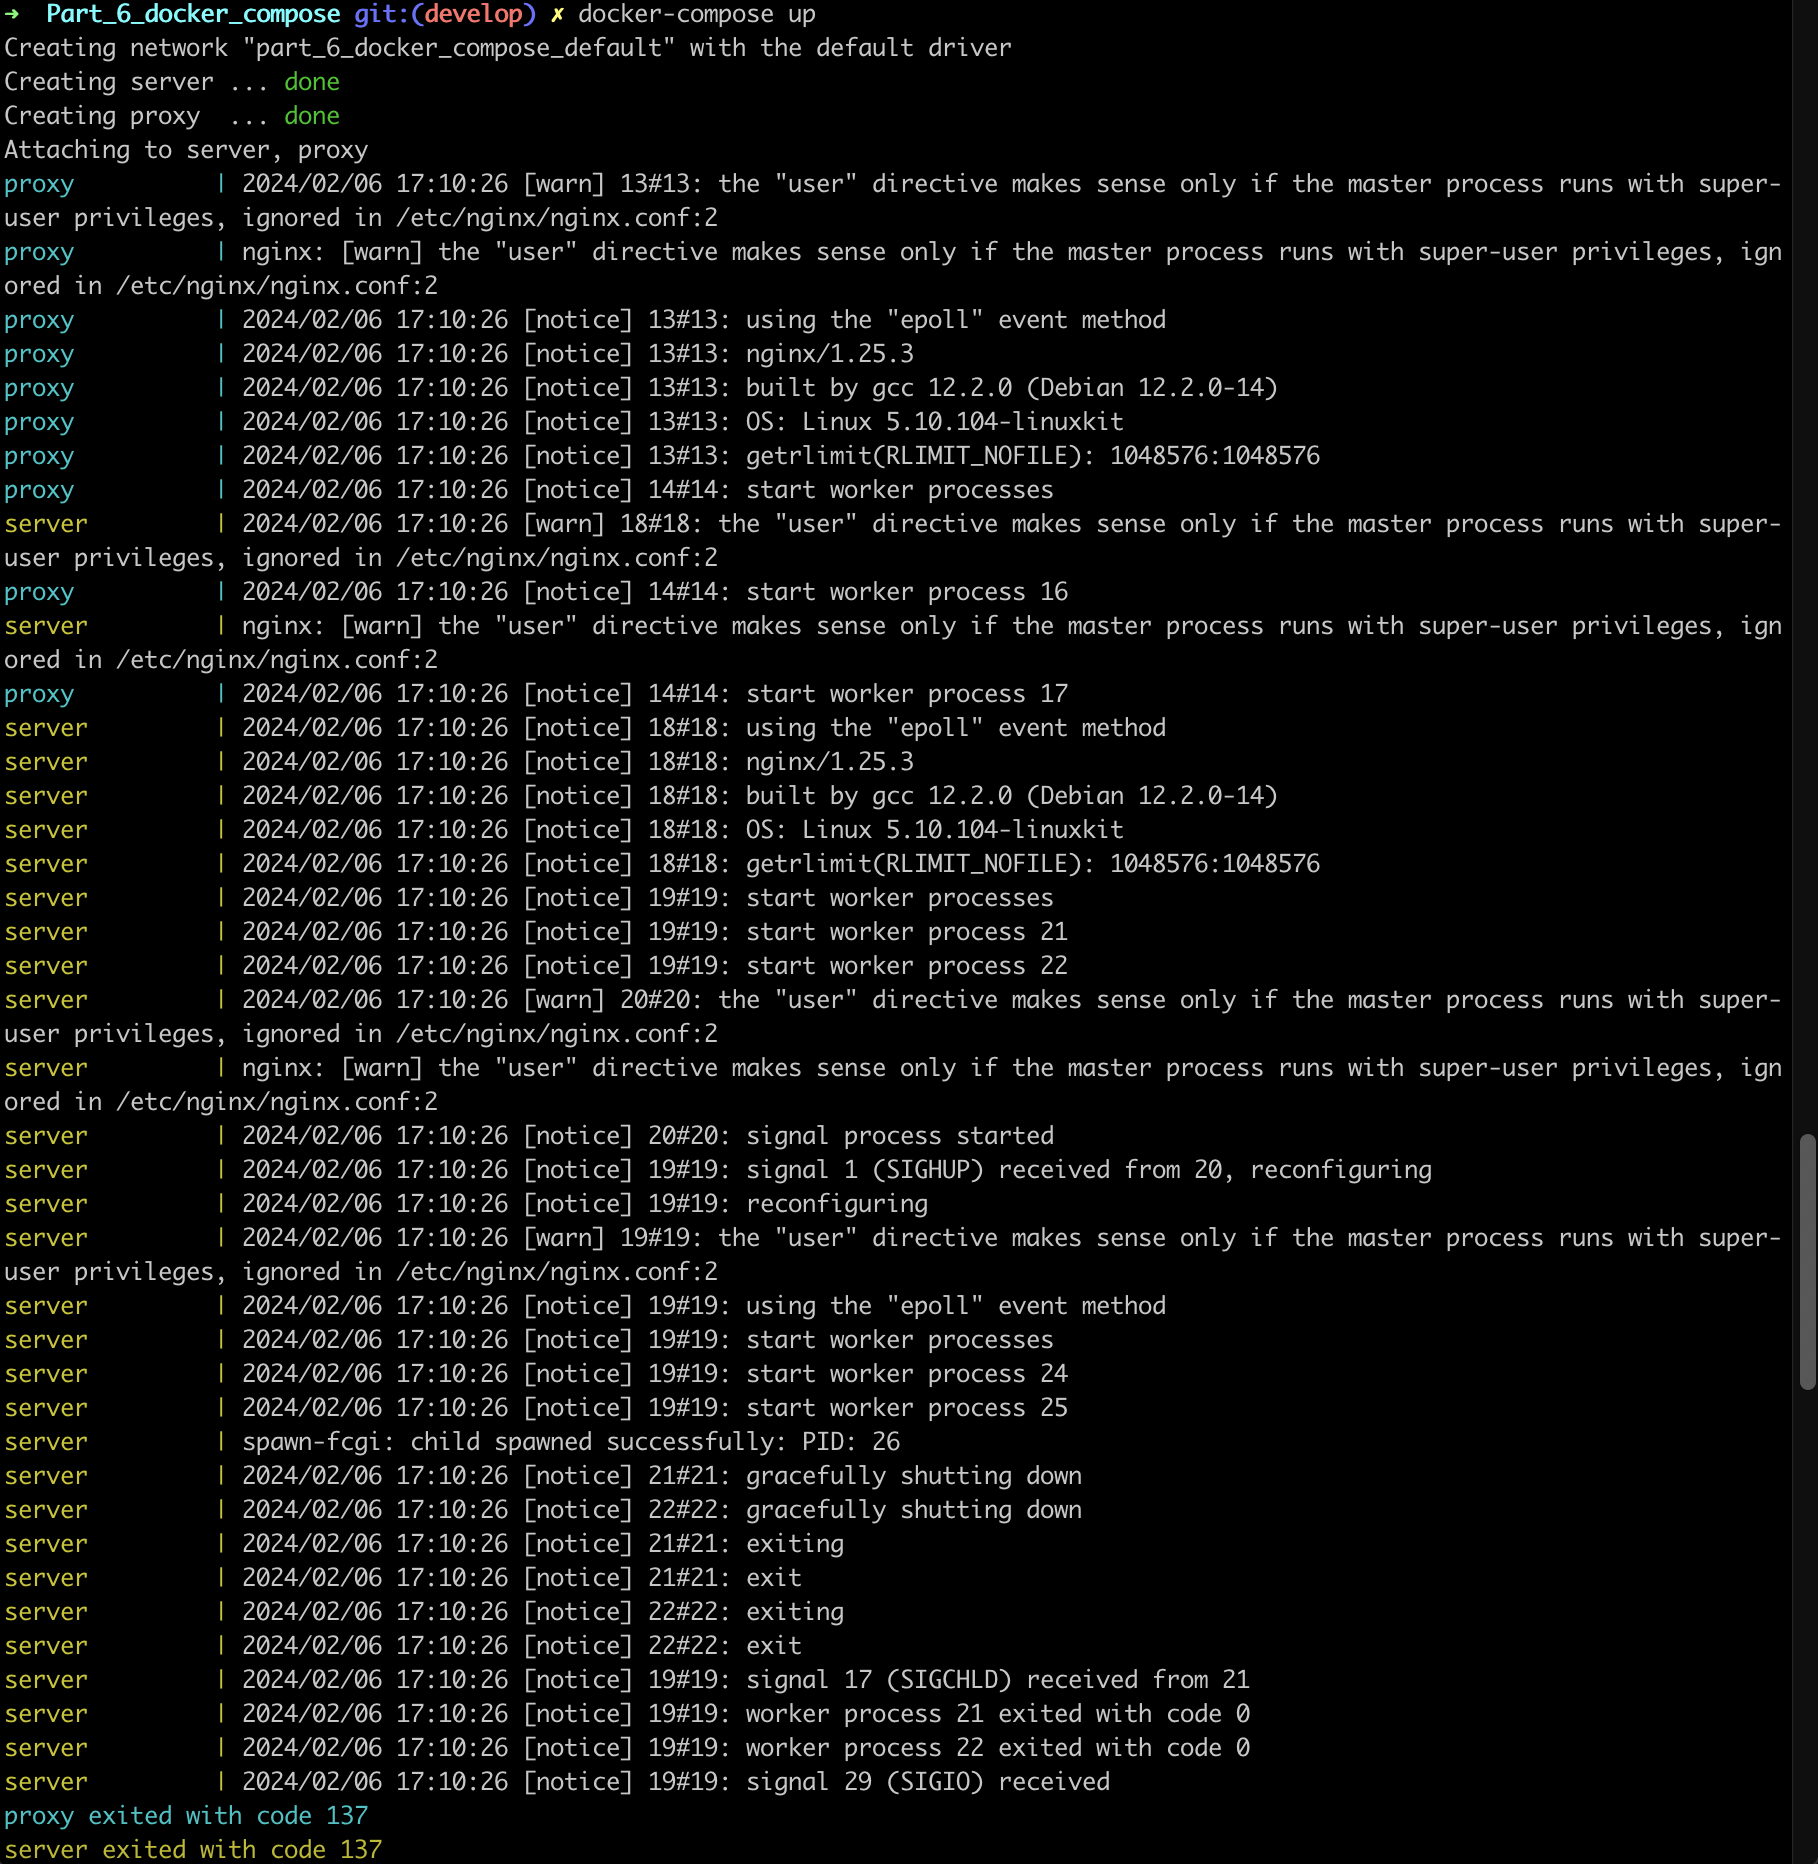 ➜  Part_6_docker_compose git:(develop) ✗ docker-compose up
Creating network "part_6_docker_compose_default" with the default driver
Creating server ... done
Creating proxy  ... done
Attaching to server, proxy
proxy          | 2024/02/06 17:10:26 [warn] 13#13: the "user" directive makes sense only if the master process runs with super-
user privileges, ignored in /etc/nginx/nginx.conf:2
proxy          | nginx: [warn] the "user" directive makes sense only if the master process runs with super-user privileges, ign
ored in /etc/nginx/nginx.conf:2
proxy          | 2024/02/06 17:10:26 [notice] 13#13: using the "epoll" event method
proxy          | 2024/02/06 17:10:26 [notice] 13#13: nginx/1.25.3
proxy          | 2024/02/06 17:10:26 [notice] 13#13: built by gcc 12.2.0 (Debian 12.2.0-14)
proxy          | 2024/02/06 17:10:26 [notice] 13#13: OS: Linux 5.10.104-linuxkit
proxy          | 2024/02/06 17:10:26 [notice] 13#13: getrlimit(RLIMIT_NOFILE): 1048576:1048576
proxy          | 2024/02/06 17:10:26 [notice] 14#14: start worker processes
server         | 2024/02/06 17:10:26 [warn] 18#18: the "user" directive makes sense only if the master process runs with super-
user privileges, ignored in /etc/nginx/nginx.conf:2
proxy          | 2024/02/06 17:10:26 [notice] 14#14: start worker process 16
server         | nginx: [warn] the "user" directive makes sense only if the master process runs with super-user privileges, ign
ored in /etc/nginx/nginx.conf:2
proxy          | 2024/02/06 17:10:26 [notice] 14#14: start worker process 17
server         | 2024/02/06 17:10:26 [notice] 18#18: using the "epoll" event method
server         | 2024/02/06 17:10:26 [notice] 18#18: nginx/1.25.3
server         | 2024/02/06 17:10:26 [notice] 18#18: built by gcc 12.2.0 (Debian 12.2.0-14)
server         | 2024/02/06 17:10:26 [notice] 18#18: OS: Linux 5.10.104-linuxkit
server         | 2024/02/06 17:10:26 [notice] 18#18: getrlimit(RLIMIT_NOFILE): 1048576:1048576
server         | 2024/02/06 17:10:26 [notice] 19#19: start worker processes
server         | 2024/02/06 17:10:26 [notice] 19#19: start worker process 21
server         | 2024/02/06 17:10:26 [notice] 19#19: start worker process 22
server         | 2024/02/06 17:10:26 [warn] 20#20: the "user" directive makes sense only if the master process runs with super-
user privileges, ignored in /etc/nginx/nginx.conf:2
server         | nginx: [warn] the "user" directive makes sense only if the master process runs with super-user privileges, ign
ored in /etc/nginx/nginx.conf:2
server         | 2024/02/06 17:10:26 [notice] 20#20: signal process started
server         | 2024/02/06 17:10:26 [notice] 19#19: signal 1 (SIGHUP) received from 20, reconfiguring
server         | 2024/02/06 17:10:26 [notice] 19#19: reconfiguring
server         | 2024/02/06 17:10:26 [warn] 19#19: the "user" directive makes sense only if the master process runs with super-
user privileges, ignored in /etc/nginx/nginx.conf:2
server         | 2024/02/06 17:10:26 [notice] 19#19: using the "epoll" event method
server         | 2024/02/06 17:10:26 [notice] 19#19: start worker processes
server         | 2024/02/06 17:10:26 [notice] 19#19: start worker process 24
server         | 2024/02/06 17:10:26 [notice] 19#19: start worker process 25
server         | spawn-fcgi: child spawned successfully: PID: 26
server         | 2024/02/06 17:10:26 [notice] 21#21: gracefully shutting down
server         | 2024/02/06 17:10:26 [notice] 22#22: gracefully shutting down
server         | 2024/02/06 17:10:26 [notice] 21#21: exiting
server         | 2024/02/06 17:10:26 [notice] 21#21: exit
server         | 2024/02/06 17:10:26 [notice] 22#22: exiting
server         | 2024/02/06 17:10:26 [notice] 22#22: exit
server         | 2024/02/06 17:10:26 [notice] 19#19: signal 17 (SIGCHLD) received from 21
server         | 2024/02/06 17:10:26 [notice] 19#19: worker process 21 exited with code 0
server         | 2024/02/06 17:10:26 [notice] 19#19: worker process 22 exited with code 0
server         | 2024/02/06 17:10:26 [notice] 19#19: signal 29 (SIGIO) received
proxy exited with code 137
server exited with code 137